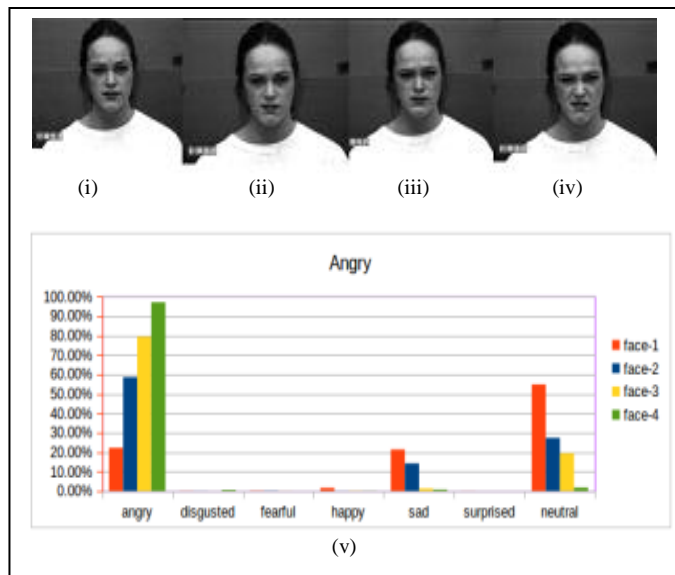 (i) (ii) (iii) (iv)
Angry
100.00%
90.00%
80.00%
70.00%
60.00%
50.00%
40.00%
30.00%
20.00%
10.00%
0.00%
angry disgusted fearful happy sad surprised neutral
face-1
face-2
face-3
face-4
(v)